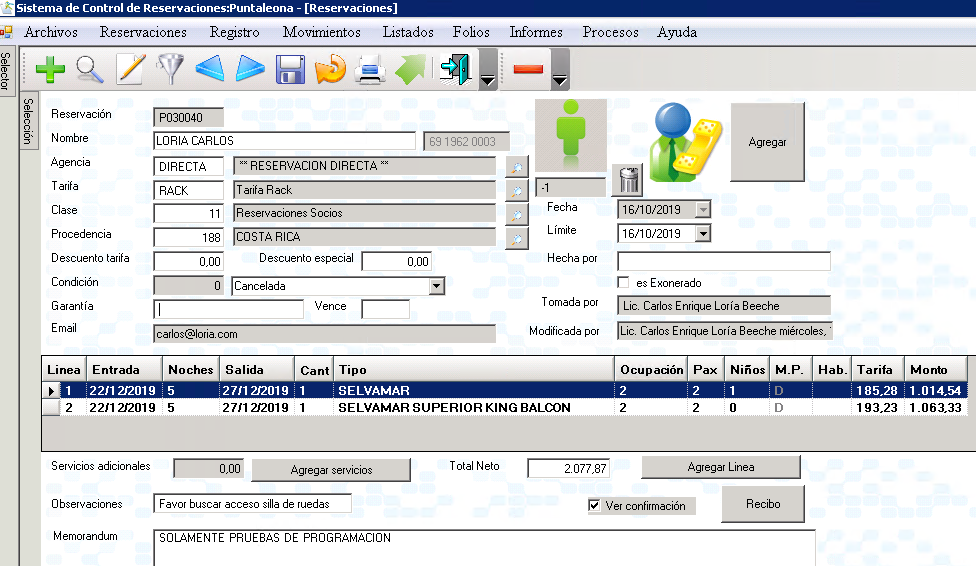 Sistema de Control de Reservaciones:Puntaleona - [Reservaciones]
Archivos Reservaciones Registro Movimientos Listados Folios Informes Procesos Ayuda
Selector
Selección
Reservación P030040
Nombre LORIA CARLOS 69 1962 0003
Agencia DIRECTA ** RESERVACION DIRECTA **
Tarifa RACK Tarifa Rack
Clase 11 Reservaciones Socios
Procedencia 188 COSTA RICA
Descuento tarifa 0,00 Descuento especial 0,00
Condición 0 Cancelada
Garantía Vence
Email carlos@loria.com
Agregar
-1
Fecha 16/10/2019
Límite 16/10/2019
Hecha por
es Exonerado
Tomada por Lic. Carlos Enrique Loría Beeche
Modificada por Lic. Carlos Enrique Loría Beeche miércoles,
Linea Entrada Noches Salida Cant Tipo Ocupación Pax Niños M.P. Hab. Tarifa Monto
1 22/12/2019 5 27/12/2019 1 SELVAMAR 2 2 1 D 185,28 1.014,54
2 22/12/2019 5 27/12/2019 1 SELVAMAR SUPERIOR KING BALCON 2 2 0 D 193,23 1.063,33
Servicios adicionales 0,00 Agregar servicios Total Neto 2.077,87 Agregar Linea
Observaciones Favor buscar acceso silla de ruedas Ver confirmación Recibo
Memorandum SOLAMENTE PRUEBAS DE PROGRAMACION